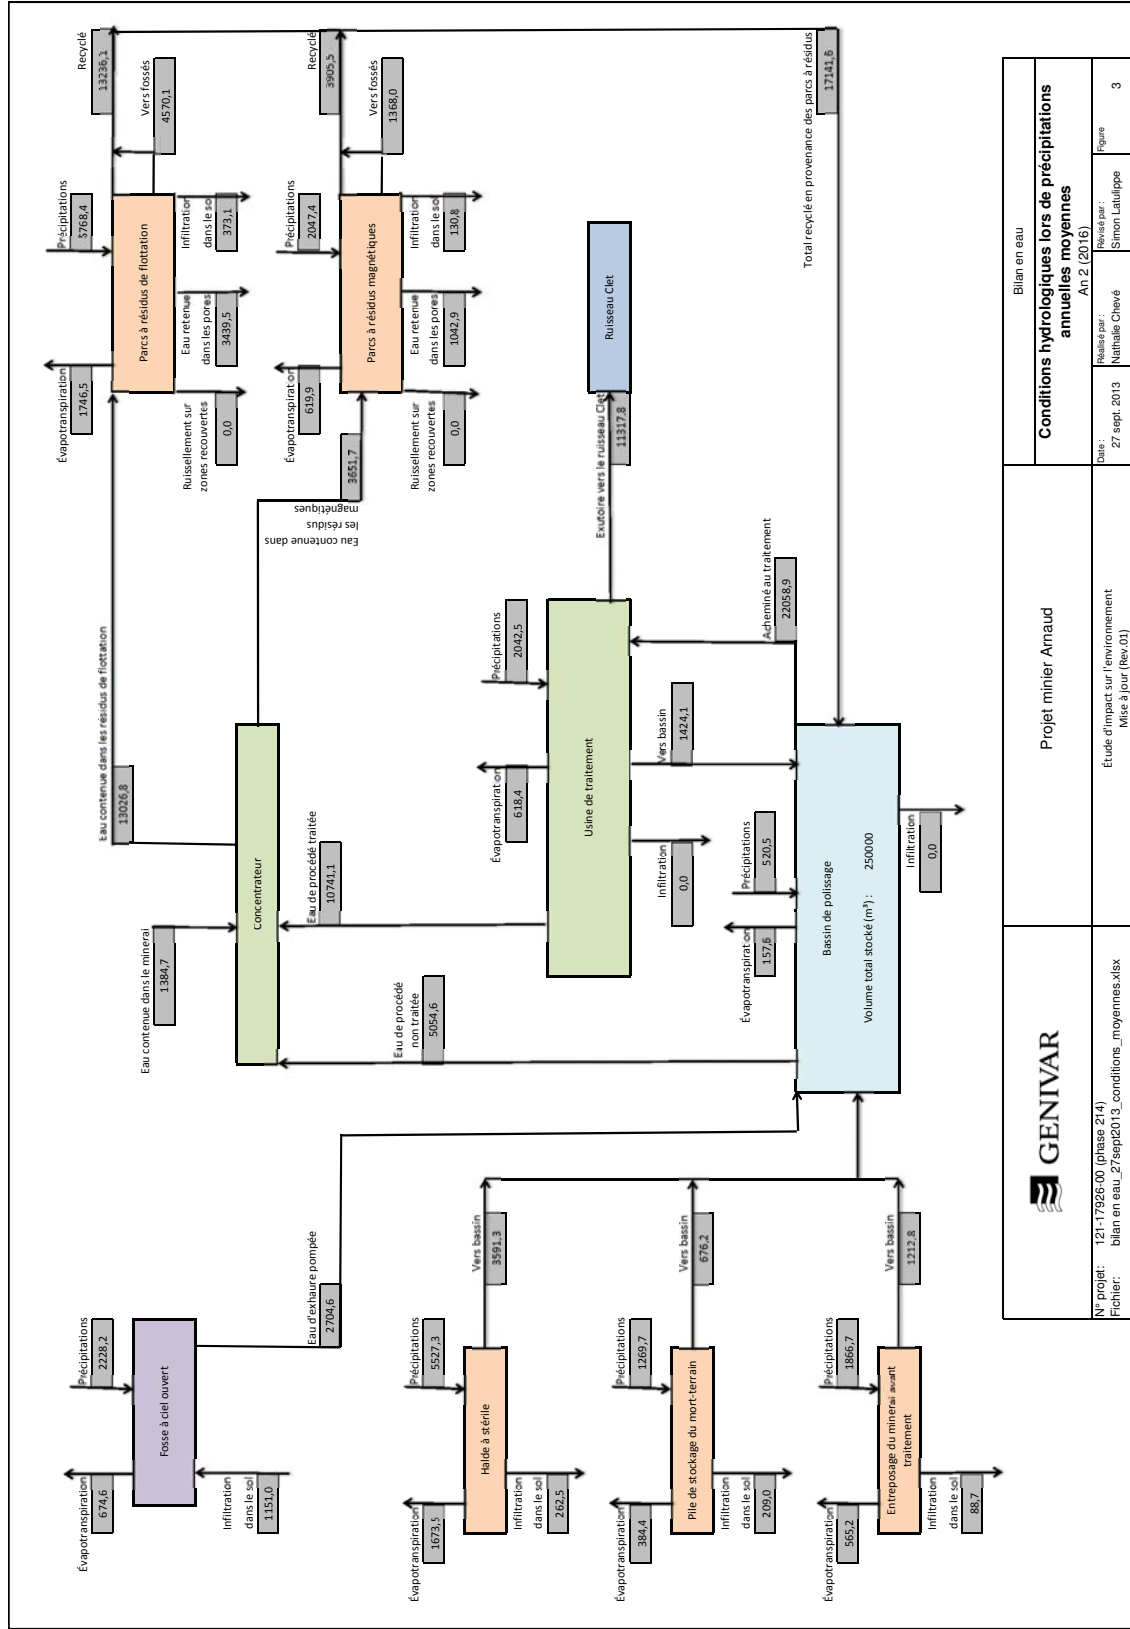 Évapotranspiration
674,6
Précipitations
2228,2
Fosse à ciel ouvert
Infiltration
dans le sol
1151,0
Eau d'exhaure pompée
2704,6
Évapotranspiration
1673,5
Précipitations
5527,3
Halde à stérile
Infiltration
dans le sol
262,5
Vers bassin
3591,3
Évapotranspiration
384,4
Précipitations
1269,7
Pile de stockage du mort-terrain
Infiltration
dans le sol
209,0
Vers bassin
676,2
Évapotranspiration
565,2
Précipitations
1866,7
Entreposage du minerai avant
traitement
Infiltration
dans le sol
88,7
Vers bassin
1212,8
Eau contenue dans le minerai
1384,7
Concentrateur
Eau de procédé
non traitée
5054,6
Eau de procédé traitée
10741,1
Eau contenue dans les résidus de flottation
13026,8
Eau contenue dans
les résidus
magnétiques
3651,7
Évapotranspiration
618,4
Précipitations
2042,5
Usine de traitement
Infiltration
0,0
Vers bassin
1424,1
Acheminé au traitement
22058,9
Exutoire vers le ruisseau Clet
11317,8
Ruisseau Clet
Évapotranspiration
157,6
Précipitations
520,5
Bassin de polissage
Volume total stocké (m³) : 250000
Infiltration
0,0
Évapotranspiration
1746,5
Précipitations
5768,4
Parcs à résidus de flottation
Ruissellement sur
zones recouvertes
0,0
Eau retenue
dans les pores
3439,5
Infiltration
dans le sol
373,1
Vers fossés
4570,1
Recyclé
13236,1
Évapotranspiration
619,9
Précipitations
2047,4
Parcs à résidus magnétiques
Ruissellement sur
zones recouvertes
0,0
Eau retenue
dans les pores
1042,9
Infiltration
dans le sol
130,8
Vers fossés
1368,0
Recyclé
3905,5
Total recyclé en provenance des parcs à résidus
17141,6
GENIVAR
N° projet: 121-17926-00 (phase 214)
Fichier: bilan en eau_27sept2013_conditions_moyennes.xlsx
Projet minier Arnaud
Étude d'impact sur l'environnement
Mise à jour (Rev.01)
Bilan en eau
Conditions hydrologiques lors de précipitations
annuelles moyennes
An 2 (2016)
Date :
27 sept. 2013
Réalisé par :
Nathalie Chevé
Révisé par :
Simon Latulippe
Figure
3